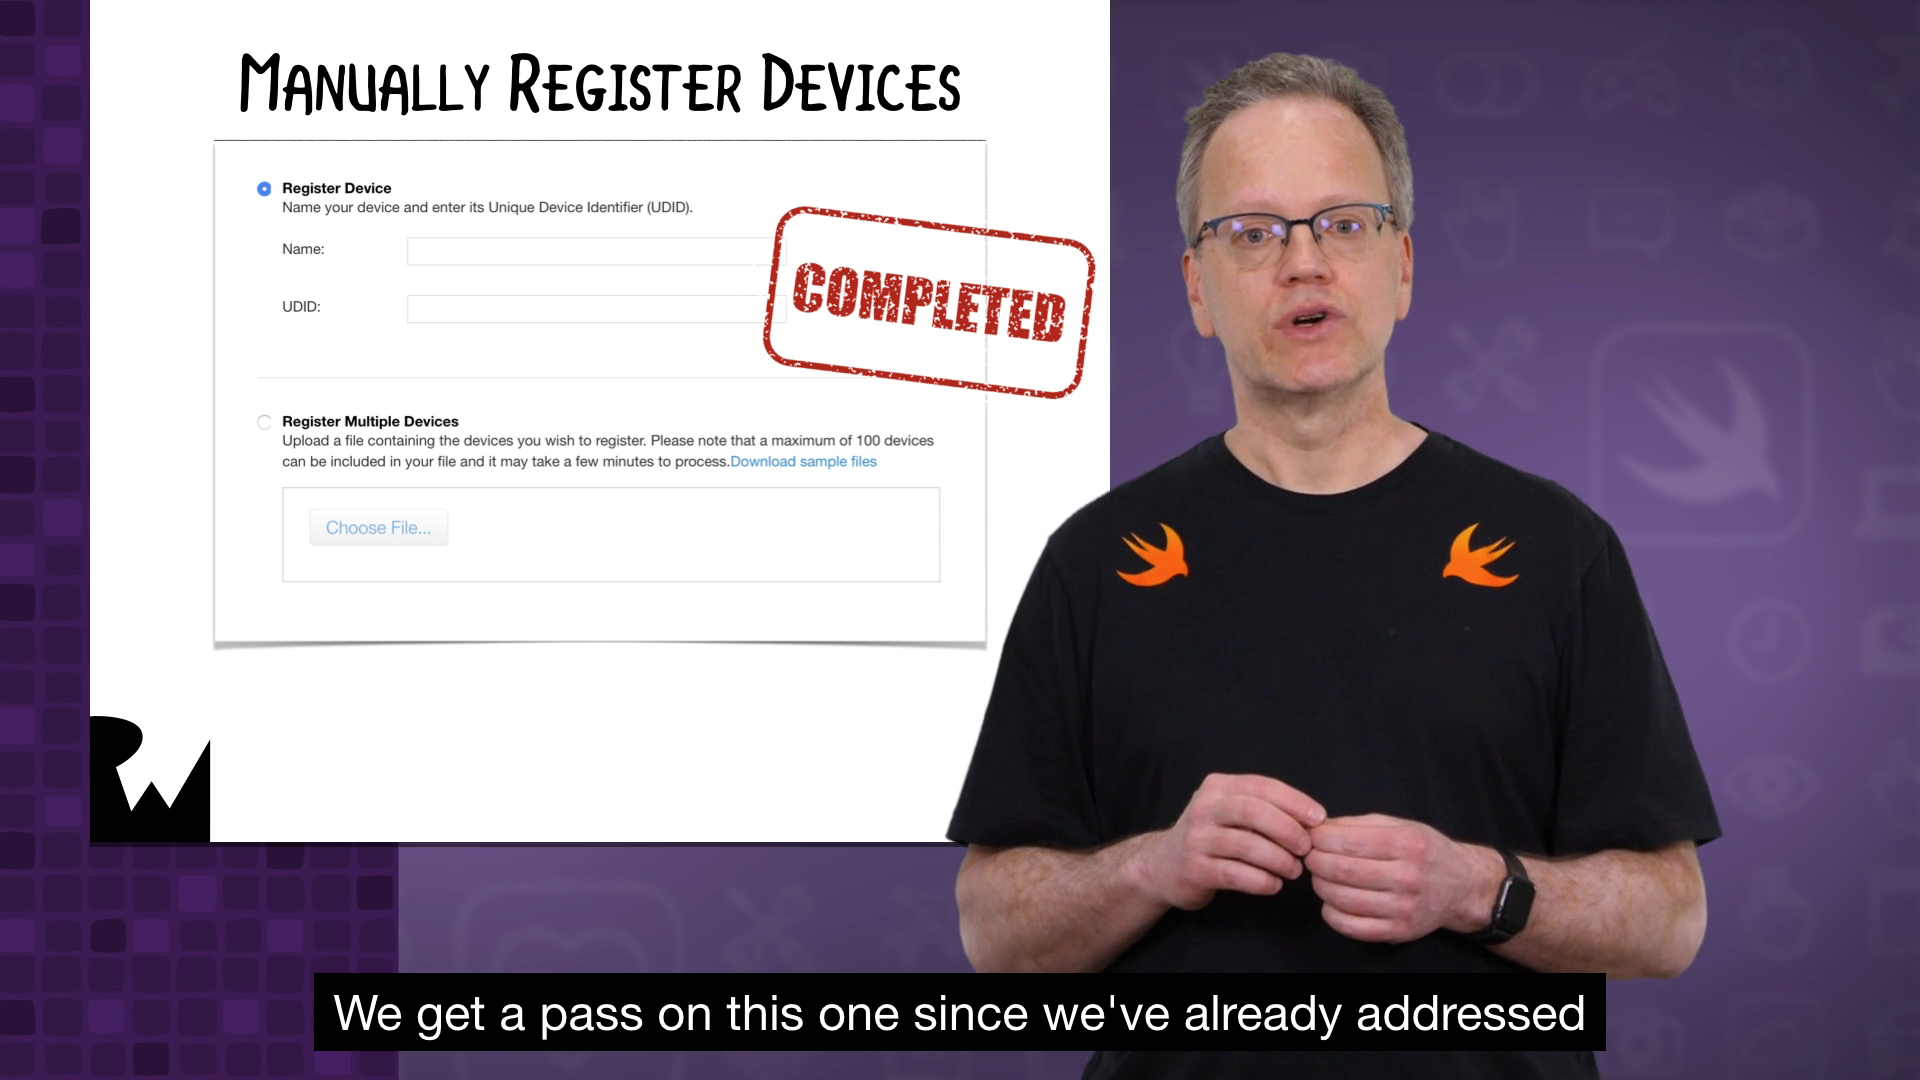 MANUALLY REGISTER DEVICES
Register Device
Name your device and enter its Unique Device Identifier (UDID).
Name:
UDID:
COMPLETED
Register Multiple Devices
Upload a file containing the devices you wish to register. Please note that a maximum of 100 devices
can be included in your file and it may take a few minutes to process.Download sample files
Choose File...
RW
We get a pass on this one since we've already addressed